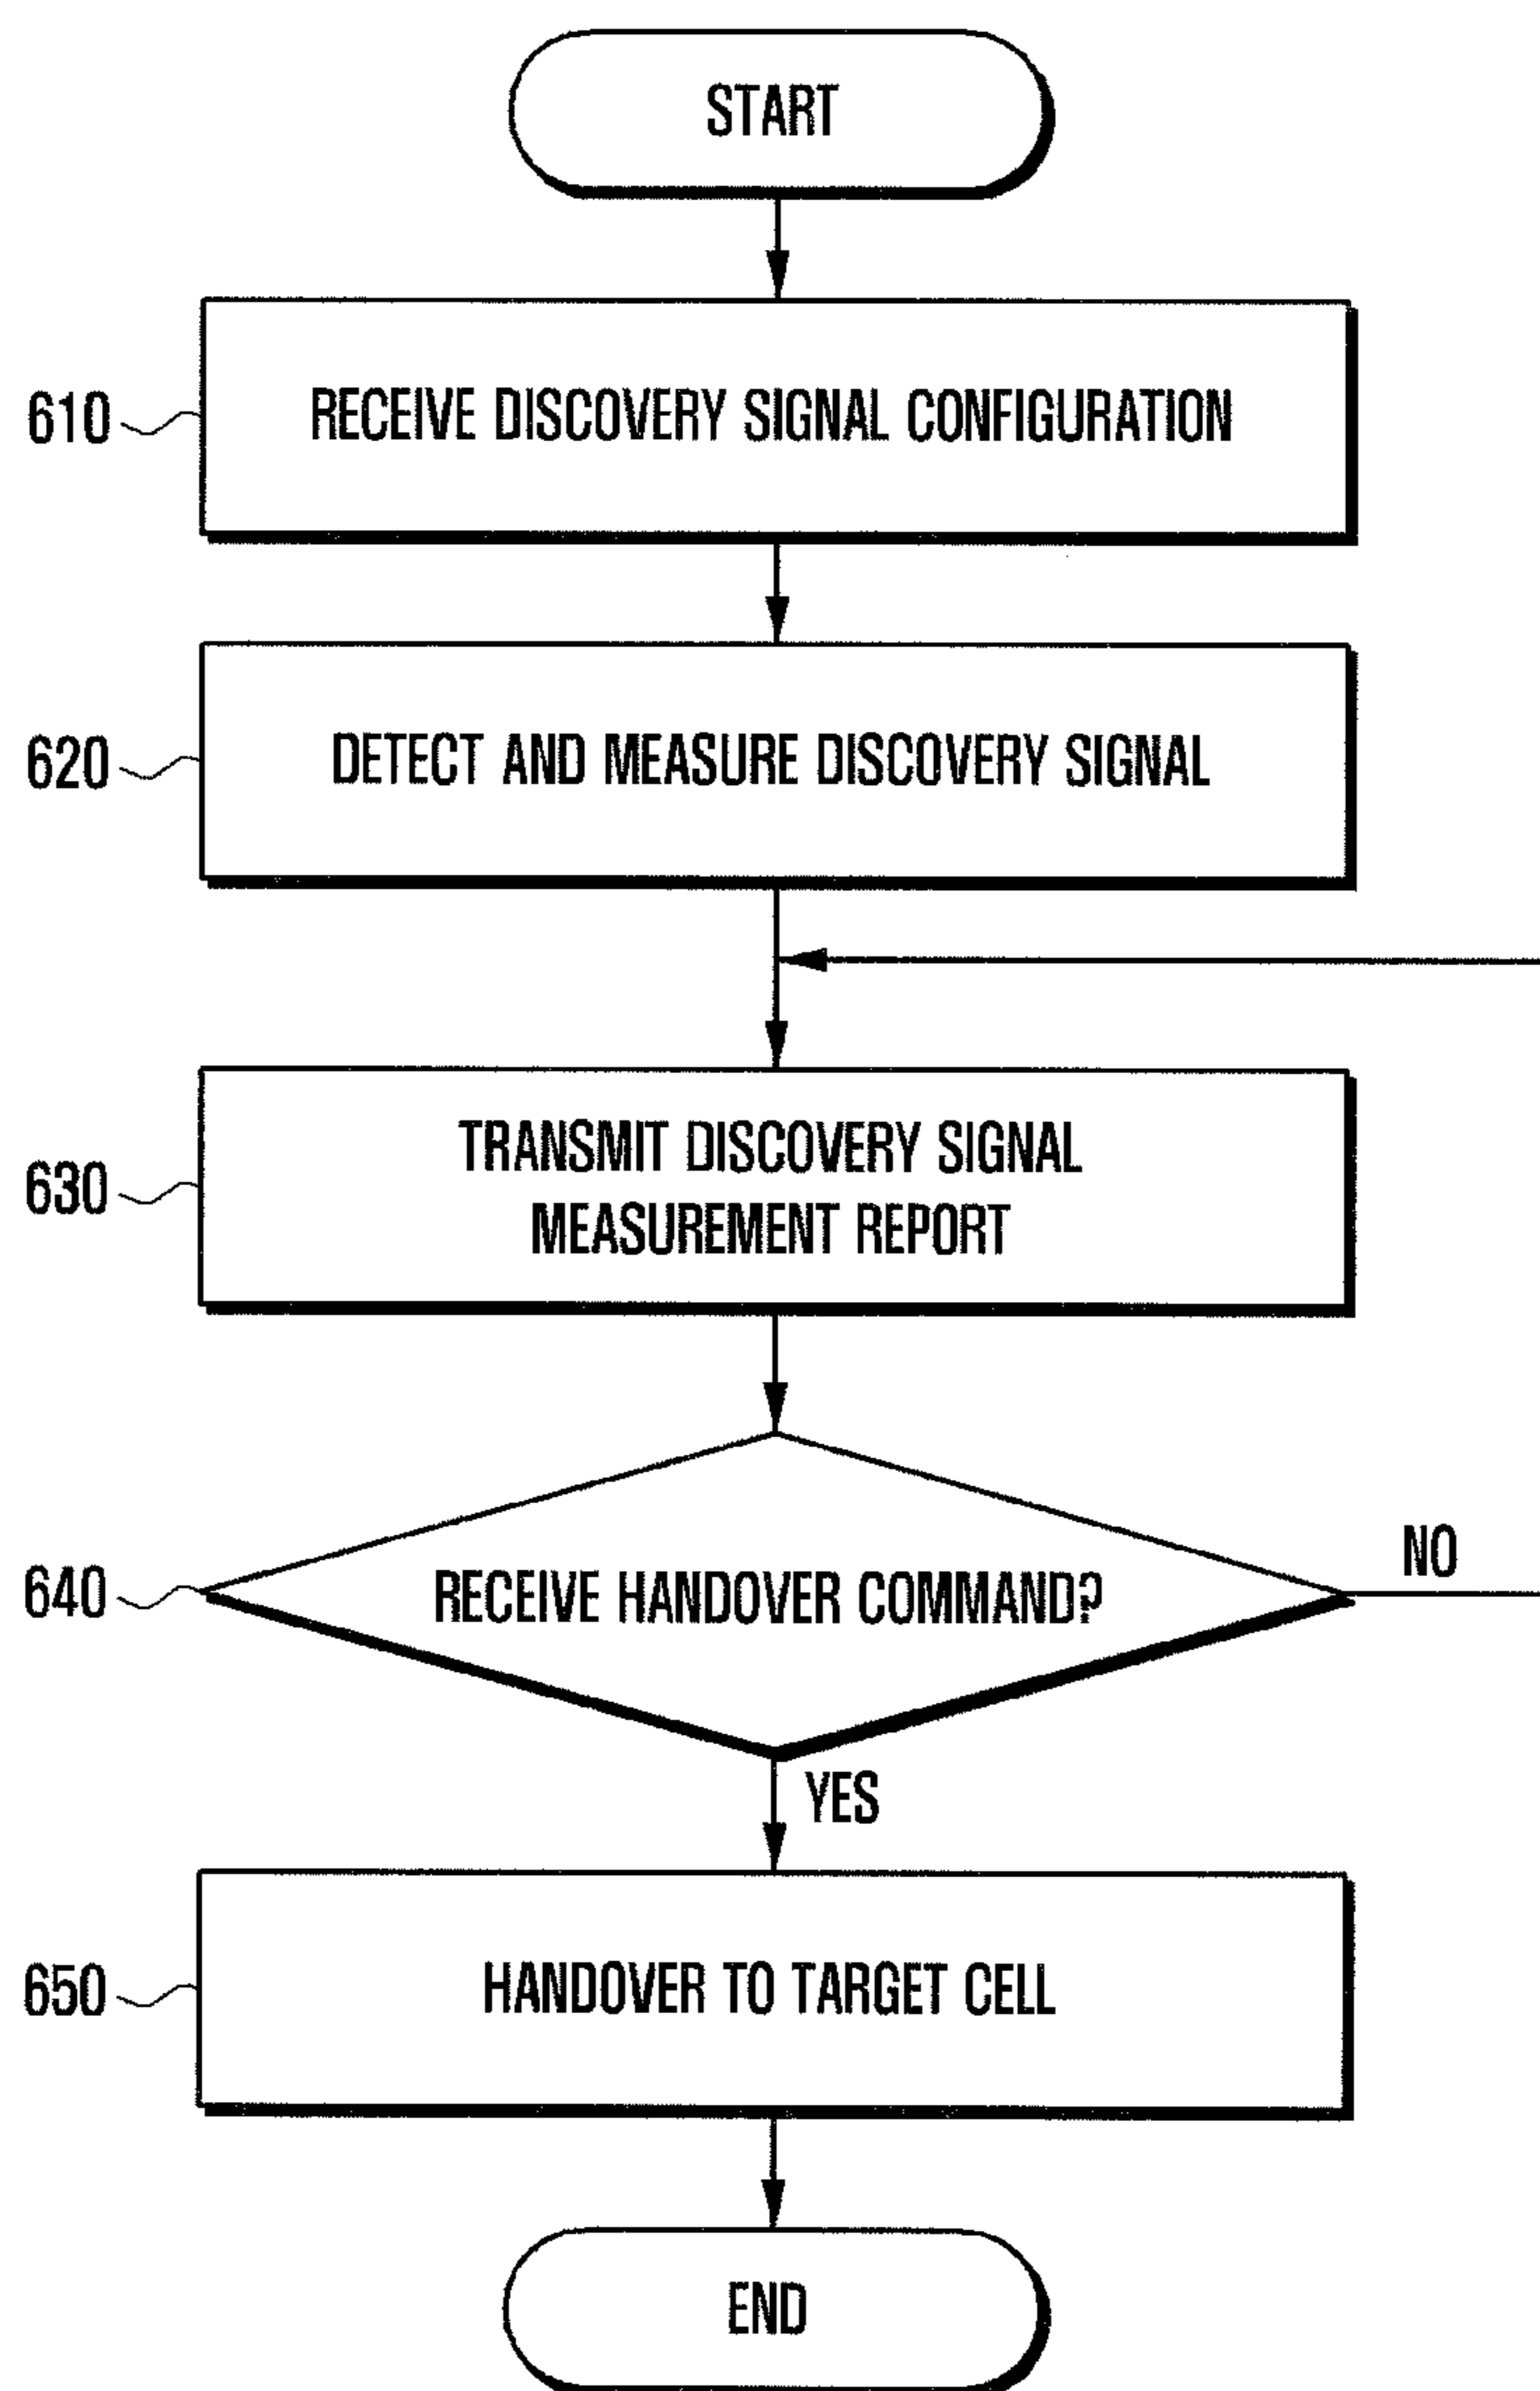 START
610
RECEIVE DISCOVERY SIGNAL CONFIGURATION
620
DETECT AND MEASURE DISCOVERY SIGNAL
630
TRANSMIT DISCOVERY SIGNAL
MEASUREMENT REPORT
640
RECEIVE HANDOVER COMMAND?
NO
YES
650
HANDOVER TO TARGET CELL
END